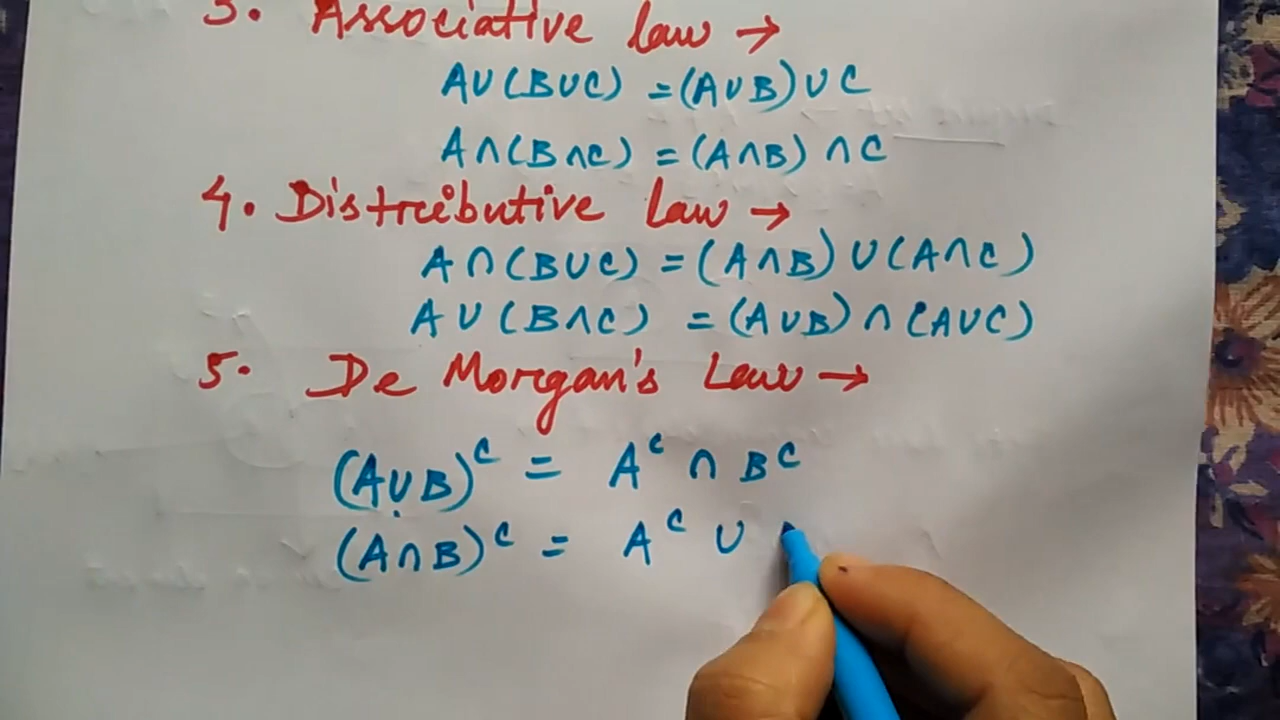 3. Associative law →
A∪(B∪C) = (A∪B)∪C
A∩(B∩C) = (A∩B)∩C
4. Distributive law →
A∩(B∪C) = (A∩B)∪(A∩C)
A∪(B∩C) = (A∪B)∩(A∪C)
5. De Morgan's Law →
(A∪B)ᶜ = Aᶜ ∩ Bᶜ
(A∩B)ᶜ = Aᶜ ∪